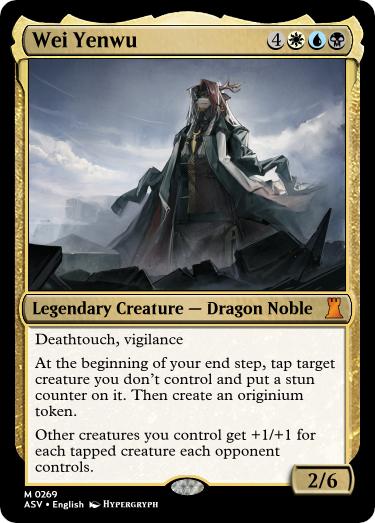 Wei Yenwu 4
Legendary Creature — Dragon Noble
Deathtouch, vigilance
At the beginning of your end step, tap target
creature you don't control and put a stun
counter on it. Then create an originium
token.
Other creatures you control get +1/+1 for
each tapped creature each opponent
controls.
2/6
M 0269
ASV • English HYPERGRYPH